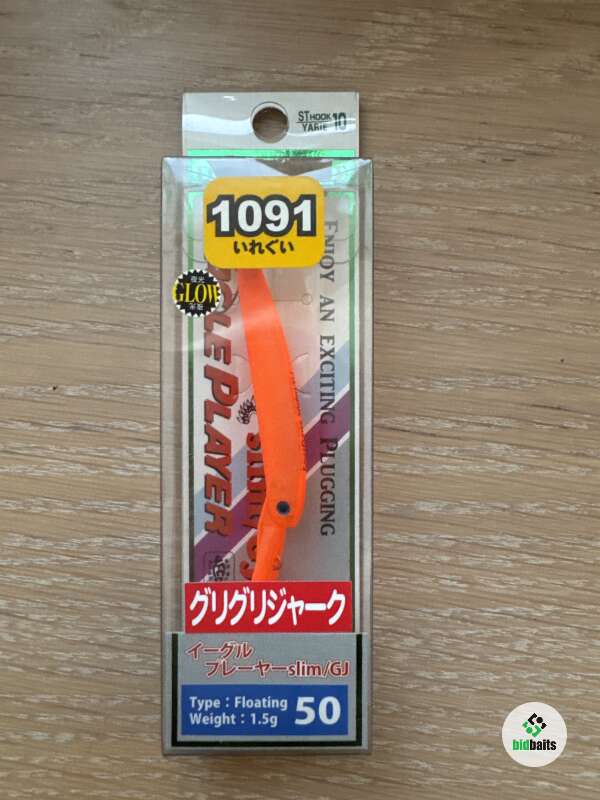 ST HOOK
YARIE 10
1091
いれぐい
GLOW
ENJOY AN EXCITING PLUGGING
EAGLE PLAYER
グリグリジャーク
イーグル
プレーヤーslim/GJ
Type：Floating
Weight：1.5g
50
bidbaits